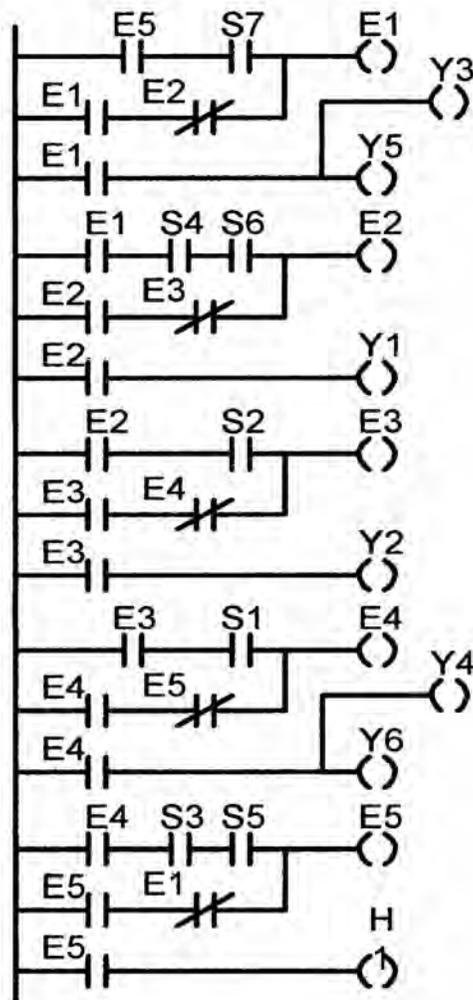 E5 S7 E1
Y3
E1 E2
E1 Y5
E1 S4 S6 E2
E2 E3
E2 Y1
E2 S2 E3
E3 E4
E3 Y2
E3 S1 E4
Y4
E4 E5
E4 Y6
E4 S3 S5 E5
E5 E1
H
E5 1